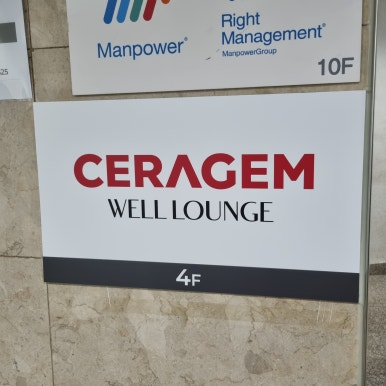 Manpower®
Right
Management®
ManpowerGroup
10F
CERAGEM
WELL LOUNGE
4F